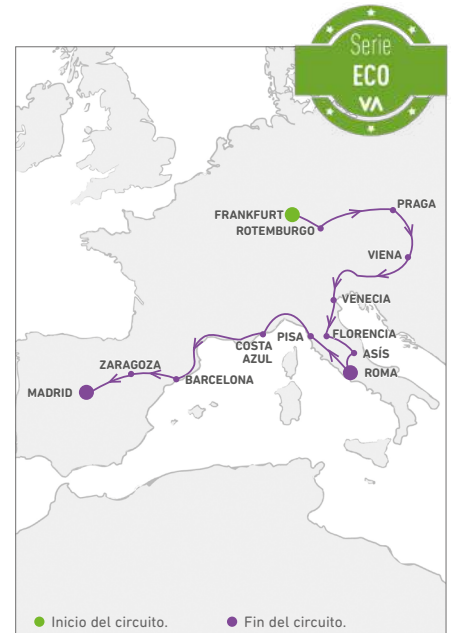 Serie
ECO
VA
PRAGA
FRANKFURT
ROTEMBURGO
VIENA
VENECIA
FLORENCIA
PISA
COSTA
AZUL
ASÍS
ROMA
ZARAGOZA
BARCELONA
MADRID
Inicio del circuito.
Fin del circuito.